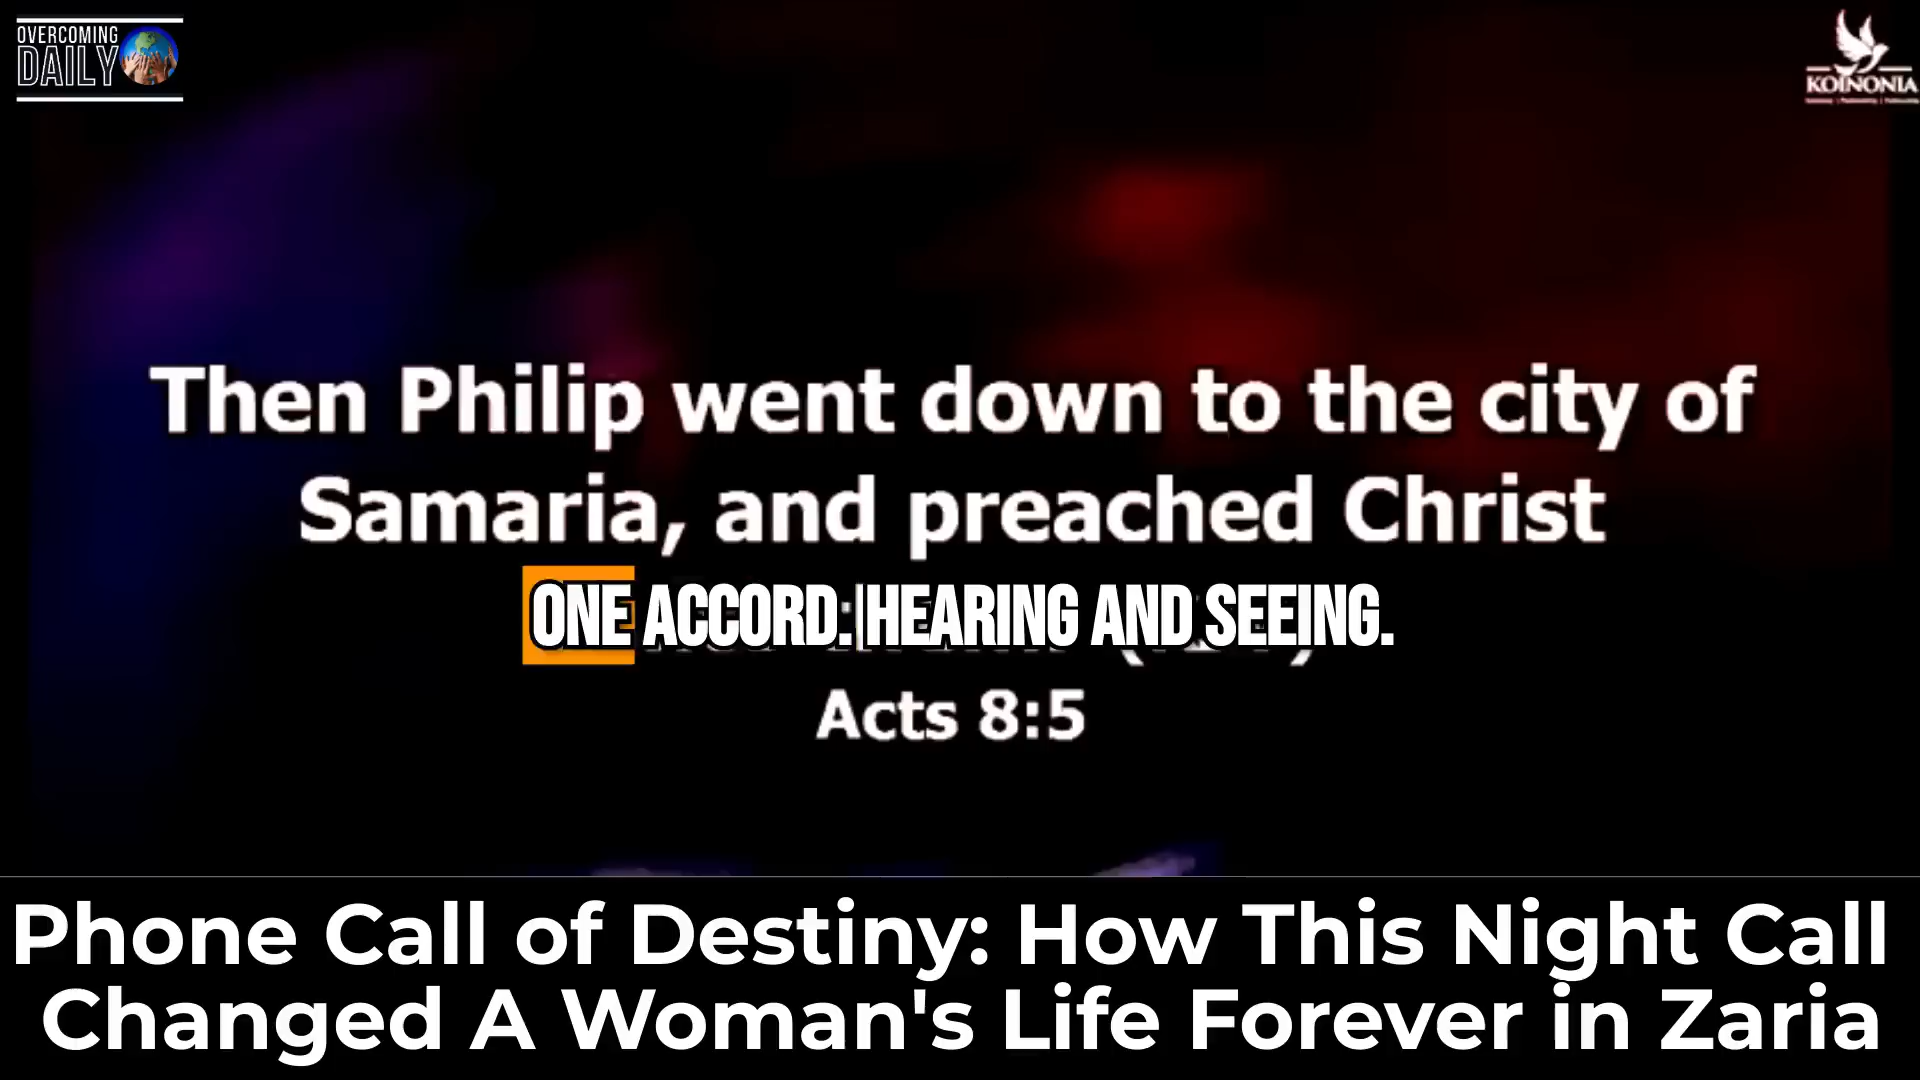 OVERCOMING
DAILY
KOINONIA
Then Philip went down to the city of
Samaria, and preached Christ
ONE ACCORD. HEARING AND SEEING.
Acts 8:5
Phone Call of Destiny: How This Night Call
Changed A Woman's Life Forever in Zaria